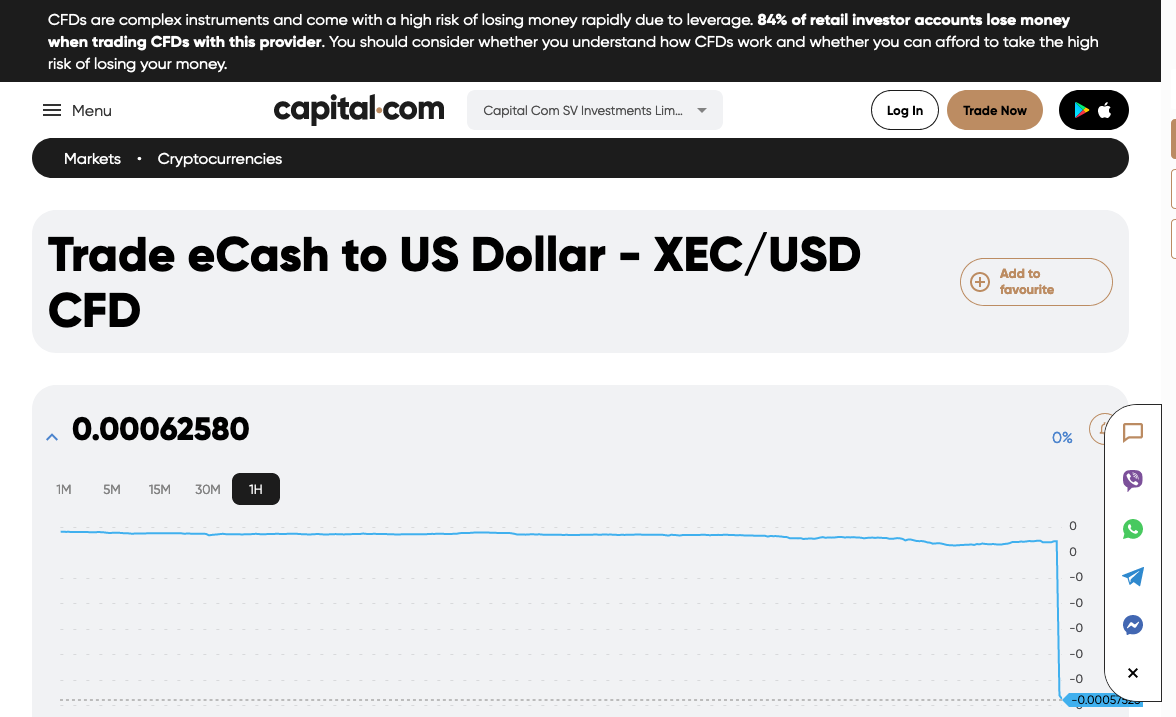 CFDs are complex instruments and come with a high risk of losing money rapidly due to leverage. 84% of retail investor accounts lose money
when trading CFDs with this provider. You should consider whether you understand how CFDs work and whether you can afford to take the high
risk of losing your money.
Menu
capital.com
Capital Com SV Investments Lim...
Log In
Trade Now
Markets • Cryptocurrencies
Trade eCash to US Dollar - XEC/USD
CFD
Add to
favourite
0.00062580
0%
1M 5M 15M 30M 1H
0
0
-0
-0
-0
-0
-0